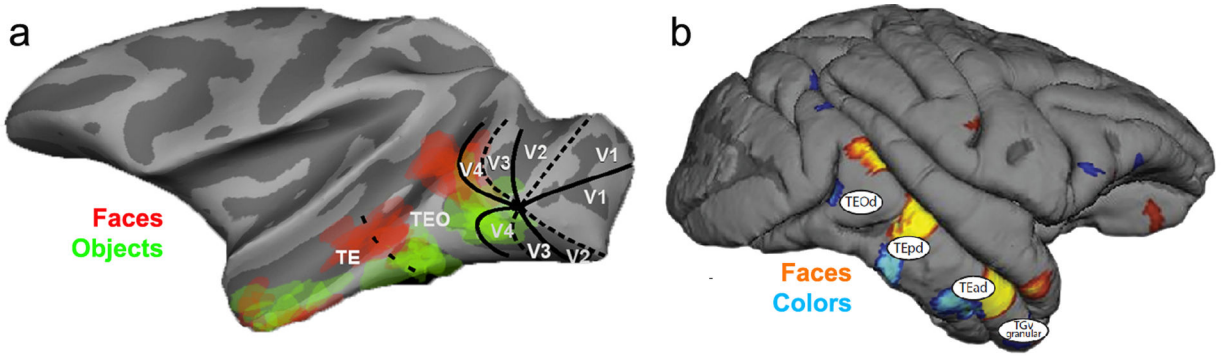 a
V1
V2
V3
V4
V1
TEO
V4
TE
V3
V2
Faces
Objects
b
TEOd
TEpd
TEad
TGv
granular
Faces
Colors